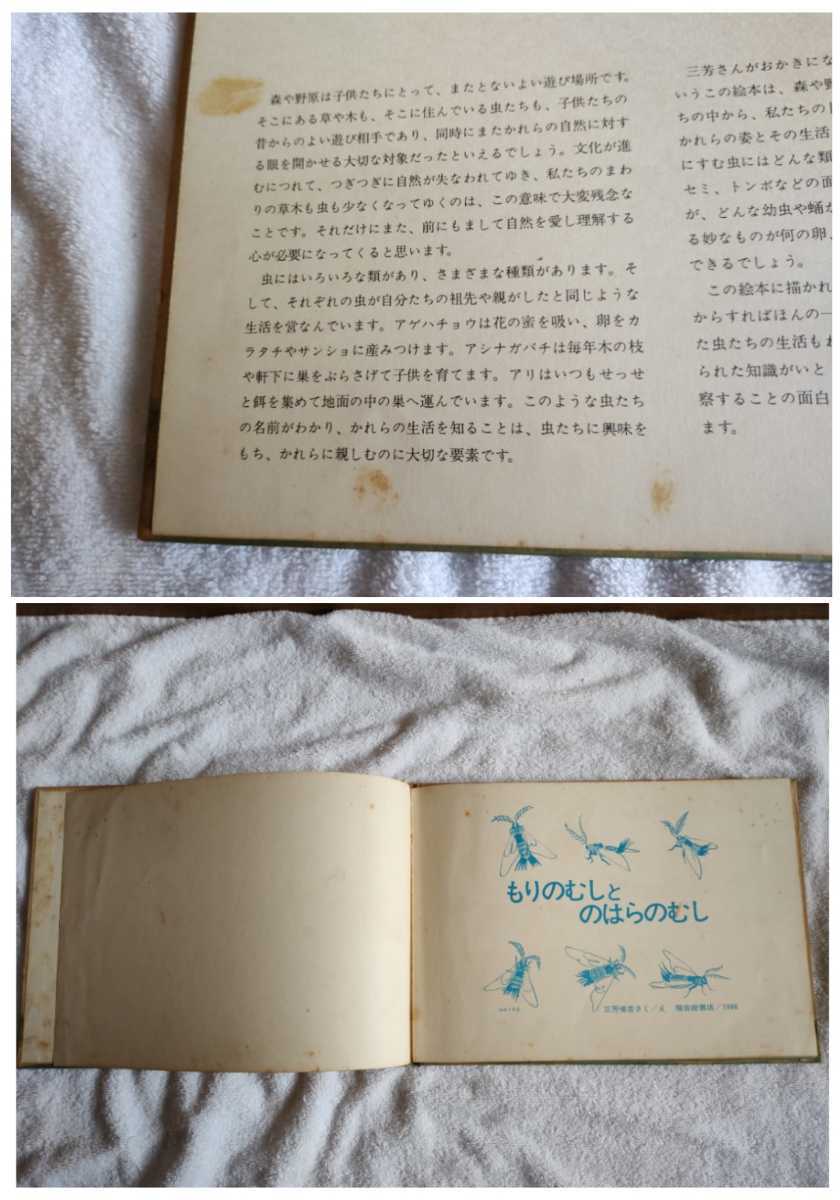 森や野原は子供たちにとって、またとないよい遊び場所です。
そこにある草や木も、そこに住んでいる虫たちも、子供たちの
昔からのよい遊び相手であり、同時にまたかれらの自然に対す
る眼を開かせる大切な対象だったといえるでしょう。文化が進
むにつれて、つぎつぎに自然が失なわれてゆき、私たちのまわ
りの草木も虫も少なくなってゆくのは、この意味で大変残念な
ことです。それだけにまた、前にもまして自然を愛し理解する
心が必要になってくると思います。
虫にはいろいろな類があり、さまざまな種類があります。そ
して、それぞれの虫が自分たちの祖先や親がしたと同じような
生活を営なんでいます。アゲハチョウは花の蜜を吸い、卵をカ
ラタチやサンショに産みつけます。アシナガバチは毎年木の枝
や軒下に巣をぶらさげて子供を育てます。アリはいつもせっせ
と餌を集めて地面の中の巣へ運んでいます。このような虫たち
の名前がわかり、かれらの生活を知ることは、虫たちに興味を
もち、かれらに親しむのに大切な要素です。
三芳さんがおかきにな
いうこの絵本は、森や野
ちの中から、私たちの
かれらの姿とその生活
にすむ虫にはどんな類
セミ、トンボなどの面
が、どんな幼虫や蛹が
る妙なものが何の卵、
できるでしょう。
この絵本に描かれ
からすればほんの一
た虫たちの生活も
られた知識がいと
察することの面白
ます。
もりのむしと
のはらのむし
三芳悌吉さく/え 福音館書店/1968